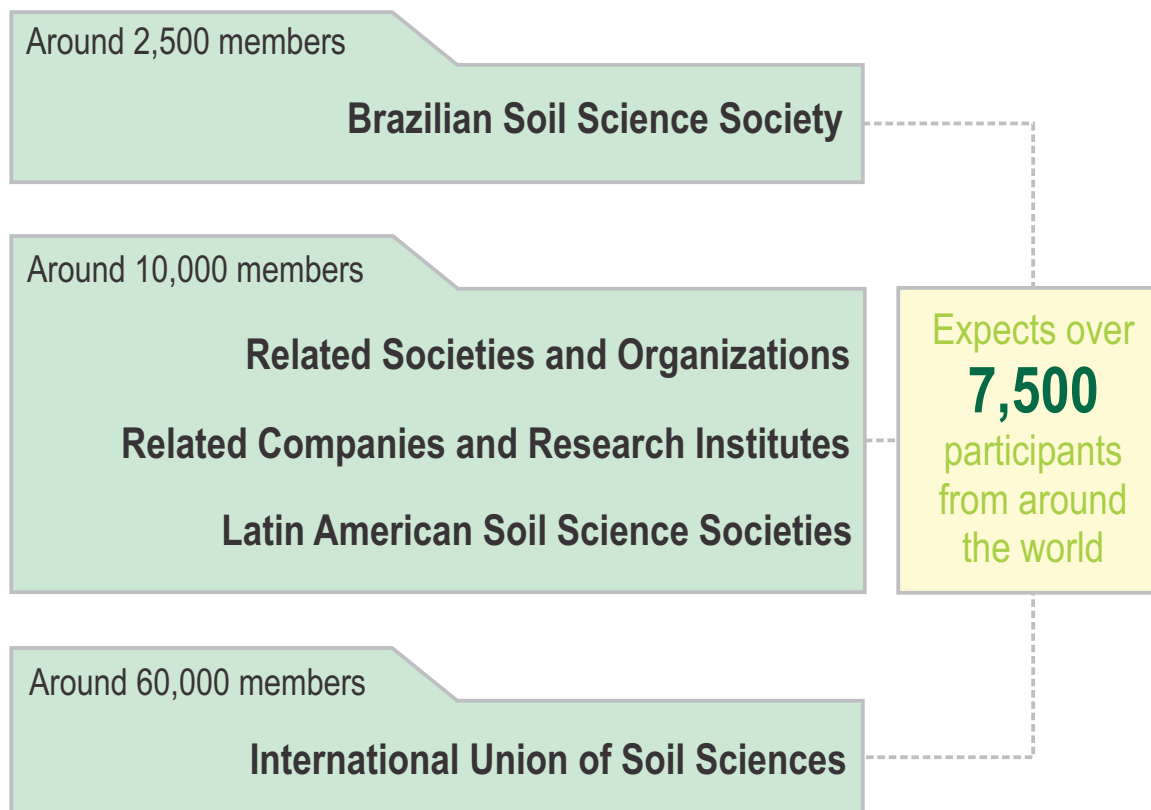 Around 2,500 members
Brazilian Soil Science Society
Around 10,000 members
Related Societies and Organizations
Related Companies and Research Institutes
Latin American Soil Science Societies
Around 60,000 members
International Union of Soil Sciences
Expects over
7,500
participants
from around
the world